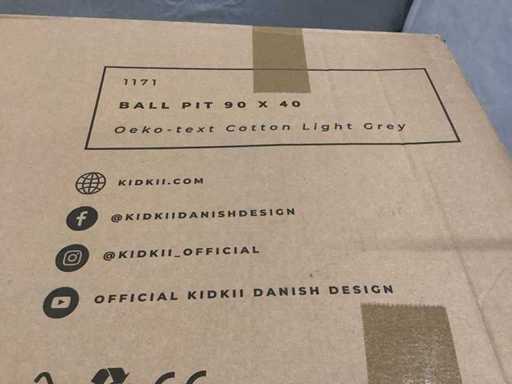 1171
BALL PIT 90 X 40
Oeko-text Cotton Light Grey
KIDKII.COM
@KIDKIIDANISHDESIGN
@KIDKII_OFFICIAL
OFFICIAL KIDKII DANISH DESIGN